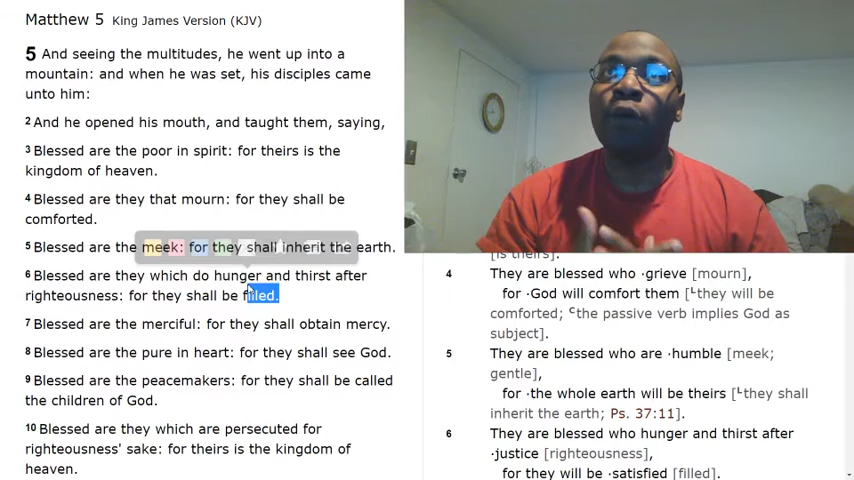 Matthew 5 King James Version (KJV)
5 And seeing the multitudes, he went up into a
mountain: and when he was set, his disciples came
unto him:
2 And he opened his mouth, and taught them, saying,
3 Blessed are the poor in spirit: for theirs is the
kingdom of heaven.
4 Blessed are they that mourn: for they shall be
comforted.
5 Blessed are the meek: for they shall inherit the earth.
6 Blessed are they which do hunger and thirst after
righteousness: for they shall be filled.
7 Blessed are the merciful: for they shall obtain mercy.
8 Blessed are the pure in heart: for they shall see God.
9 Blessed are the peacemakers: for they shall be called
the children of God.
10 Blessed are they which are persecuted for
righteousness' sake: for theirs is the kingdom of
heaven.
[is theirs].
4 They are blessed who ·grieve [mourn],
for ·God will comfort them [└they will be
comforted; ᶜthe passive verb implies God as
subject].
5 They are blessed who are ·humble [meek;
gentle],
for ·the whole earth will be theirs [└they shall
inherit the earth; Ps. 37:11].
6 They are blessed who hunger and thirst after
·justice [righteousness],
for they will be ·satisfied [filled].